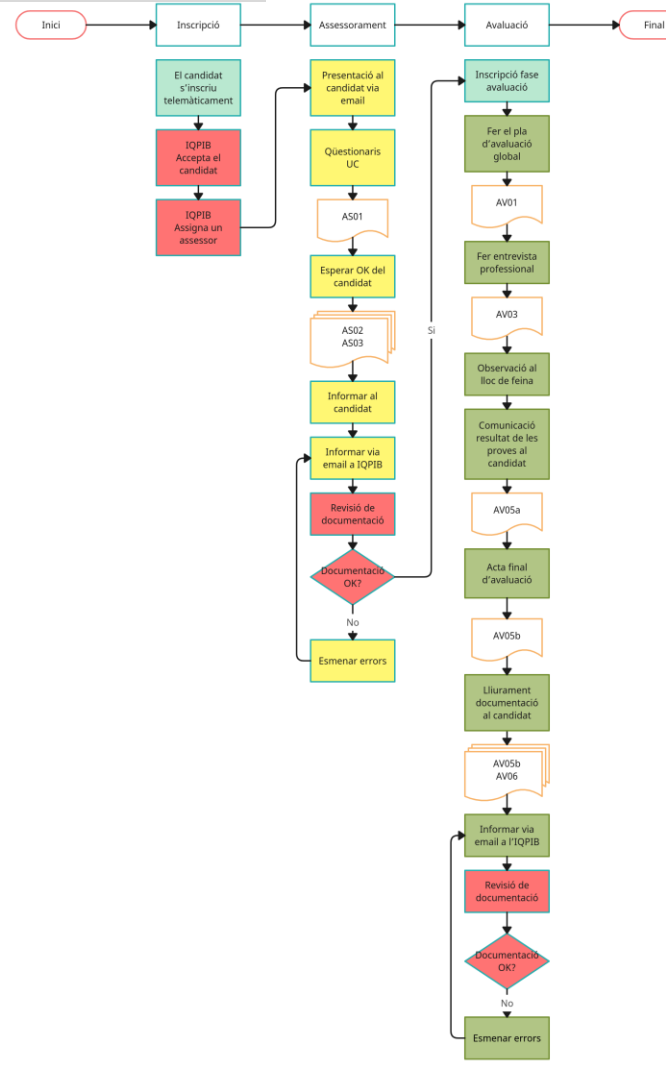 Inici
Inscripció
Assessorament
Avaluació
Final
El candidat
s'inscriu
telemàticament
IQPIB
Accepta el
candidat
IQPIB
Assigna un
assessor
Presentació al
candidat via
email
Qüestionaris
UC
AS01
Esperar OK del
candidat
AS02
AS03
Informar al
candidat
Informar via
email a IQPIB
Revisió de
documentació
Documentació
OK?
No
Esmenar errors
Si
Inscripció fase
avaluació
Fer el pla
d'avaluació
global
AV01
Fer entrevista
professional
AV03
Observació al
lloc de feina
Comunicació
resultat de les
proves al
candidat
AV05a
Acta final
d'avaluació
AV05b
Lliurament
documentació
al candidat
AV05b
AV06
Informar via
email a l'IQPIB
Revisió de
documentació
Documentació
OK?
No
Esmenar errors